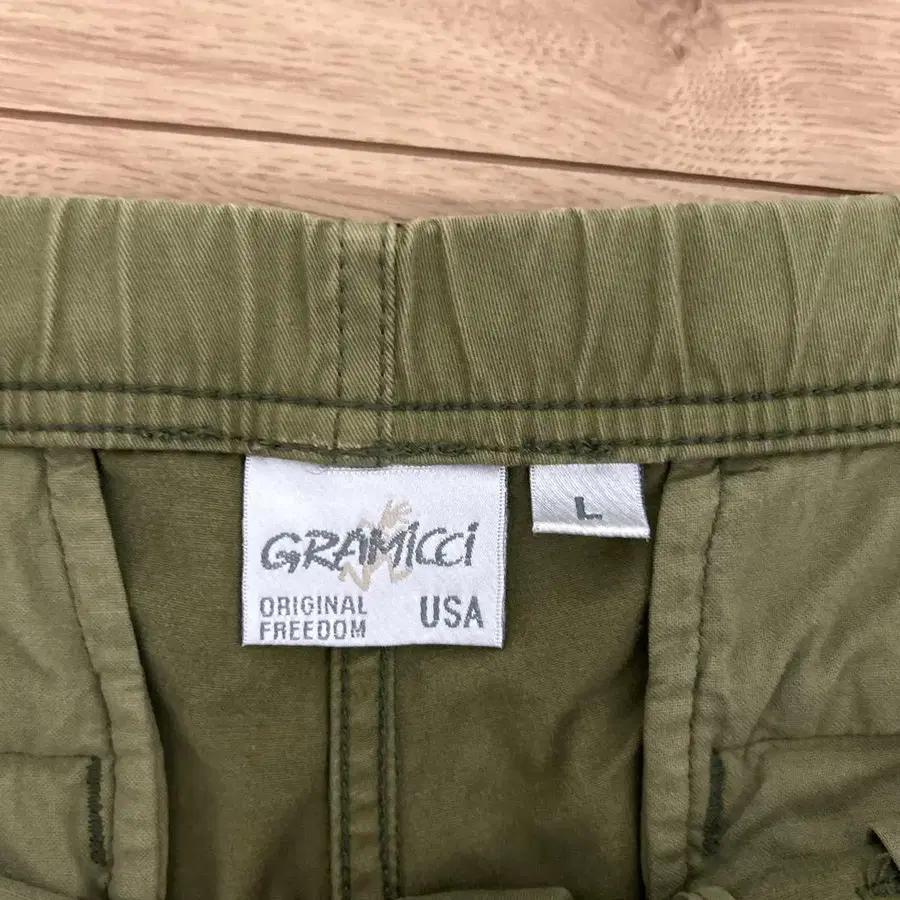 GRAMiCCi
ORIGINAL
FREEDOM
USA
L